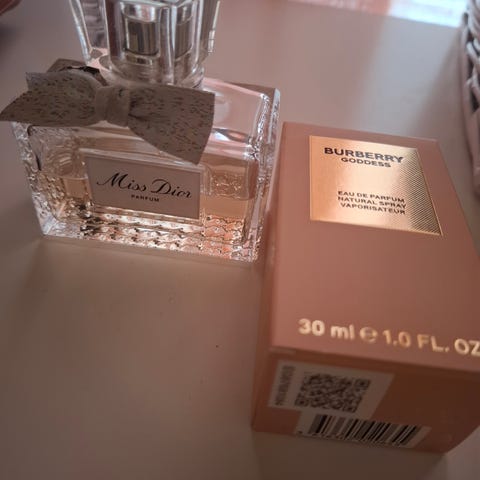 Miss Dior
PARFUM
BURBERRY
GODDESS
EAU DE PARFUM
NATURAL SPRAY
VAPORISATEUR
30 ml ℮ 1.0 FL. OZ